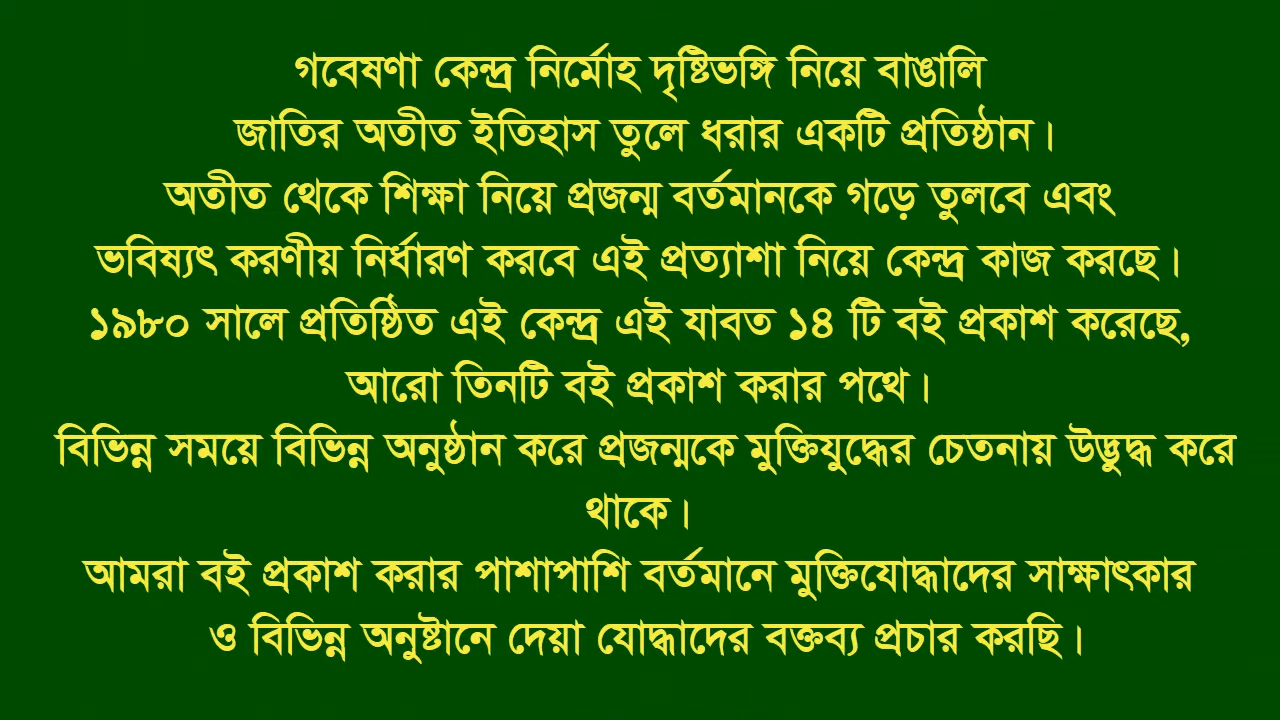 গবেষণা কেন্দ্র নির্মোহ দৃষ্টিভঙ্গি নিয়ে বাঙালি
জাতির অতীত ইতিহাস তুলে ধরার একটি প্রতিষ্ঠান।
অতীত থেকে শিক্ষা নিয়ে প্রজন্ম বর্তমানকে গড়ে তুলবে এবং
ভবিষ্যৎ করণীয় নির্ধারণ করবে এই প্রত্যাশা নিয়ে কেন্দ্র কাজ করছে।
১৯৮০ সালে প্রতিষ্ঠিত এই কেন্দ্র এই যাবত ১৪ টি বই প্রকাশ করেছে,
আরো তিনটি বই প্রকাশ করার পথে।
বিভিন্ন সময়ে বিভিন্ন অনুষ্ঠান করে প্রজন্মকে মুক্তিযুদ্ধের চেতনায় উদ্ভুদ্ধ করে
থাকে।
আমরা বই প্রকাশ করার পাশাপাশি বর্তমানে মুক্তিযোদ্ধাদের সাক্ষাৎকার
ও বিভিন্ন অনুষ্টানে দেয়া যোদ্ধাদের বক্তব্য প্রচার করছি।